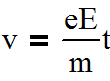 v = eE/m t